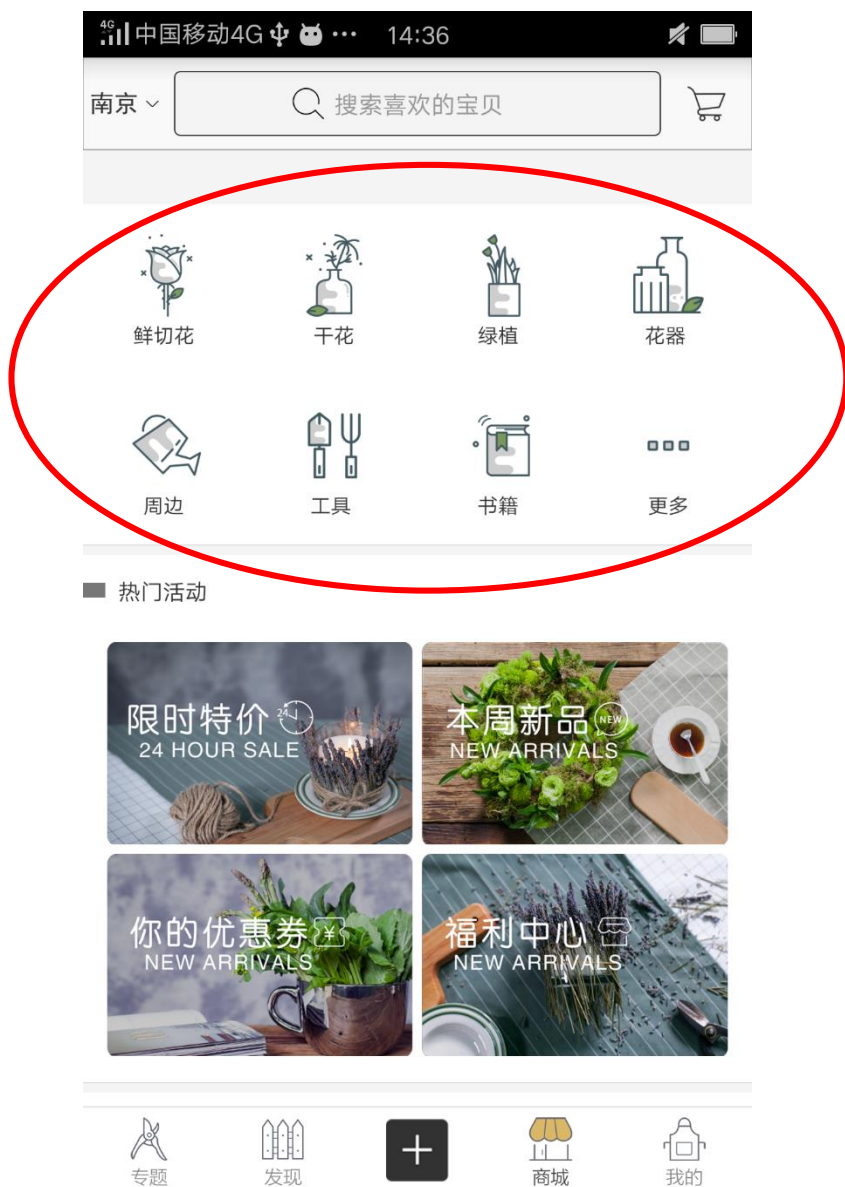 4G 中国移动4G ··· 14:36
南京 搜索喜欢的宝贝
鲜切花 干花 绿植 花器
周边 工具 书籍 更多
热门活动
限时特价 24
24 HOUR SALE
本周新品 NEW
NEW ARRIVALS
你的优惠券 ¥
NEW ARRIVALS
福利中心
NEW ARRIVALS
专题 发现 商城 我的